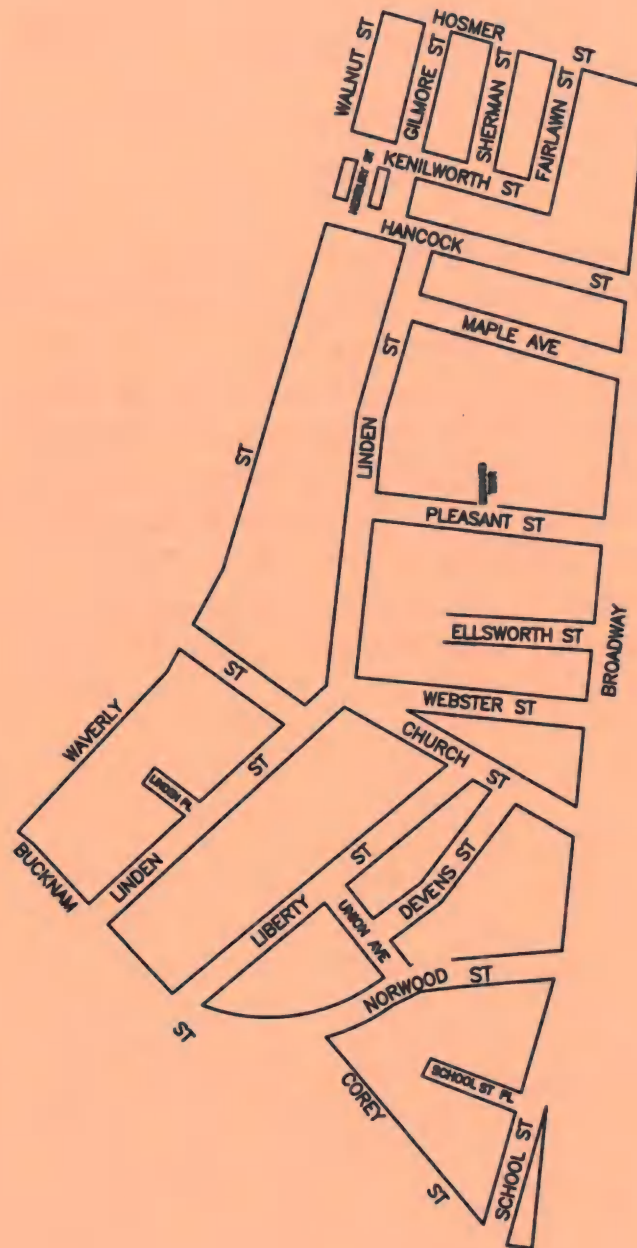 HOSMER
ST
WALNUT ST
GILMORE ST
SHERMAN ST
FAIRLAWN ST
KENILWORTH ST
HANCOCK
ST
MAPLE AVE
ST
LINDEN
ST
PLEASANT ST
ELLSWORTH ST
BROADWAY
WEBSTER ST
ST
CHURCH ST
WAVERLY
ST
LINDEN PL
LINDEN
BUCKNAM
ST
LIBERTY
ST
UNION AVE
DEVENS ST
NORWOOD ST
COREY
ST
SCHOOL ST PL
SCHOOL ST